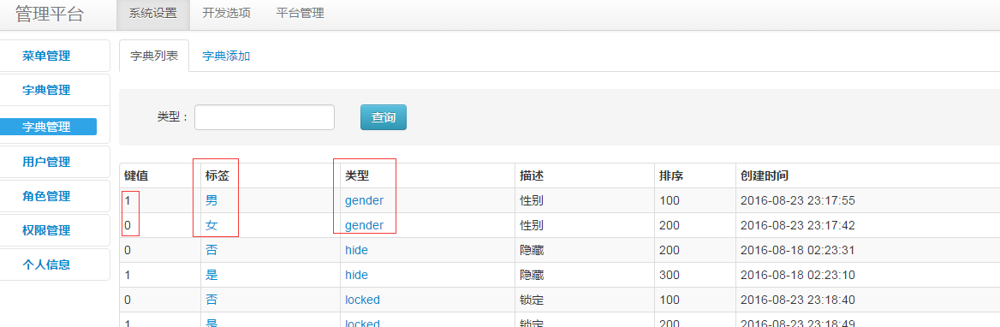 管理平台 系统设置 开发选项 平台管理
菜单管理
字典管理
字典管理
用户管理
角色管理
权限管理
个人信息
字典列表 字典添加
类型： 查询
键值 标签 类型 描述 排序 创建时间
1 男 gender 性别 100 2016-08-23 23:17:55
0 女 gender 性别 200 2016-08-23 23:17:42
0 否 hide 隐藏 200 2016-08-18 02:23:31
1 是 hide 隐藏 300 2016-08-18 02:23:10
0 否 locked 锁定 100 2016-08-23 23:18:40
1 是 locked 锁定 200 2016-08-23 23:18:49